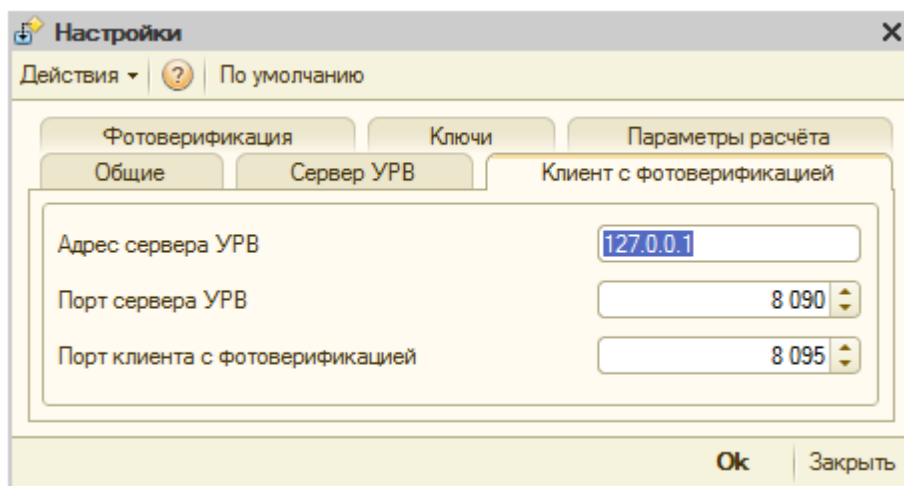 Настройки
Действия По умолчанию
Фотоверификация Ключи Параметры расчёта
Общие Сервер УРВ Клиент с фотоверификацией
Адрес сервера УРВ 127.0.0.1
Порт сервера УРВ 8 090
Порт клиента с фотоверификацией 8 095
Ok Закрыть